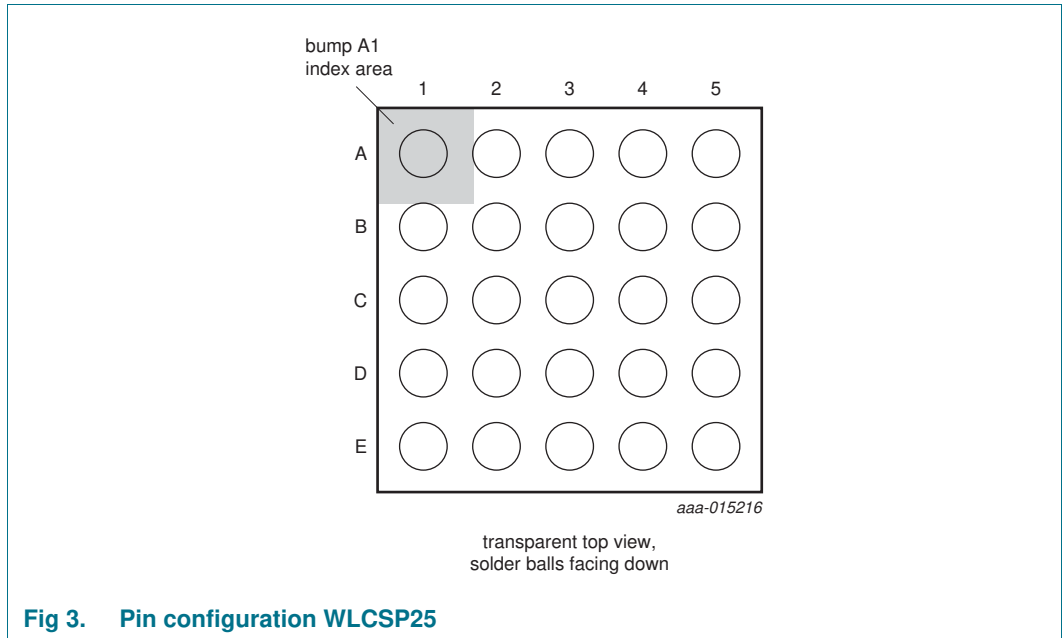 bump A1
index area
1 2 3 4 5
A
B
C
D
E
aaa-015216
transparent top view,
solder balls facing down
Fig 3. Pin configuration WLCSP25